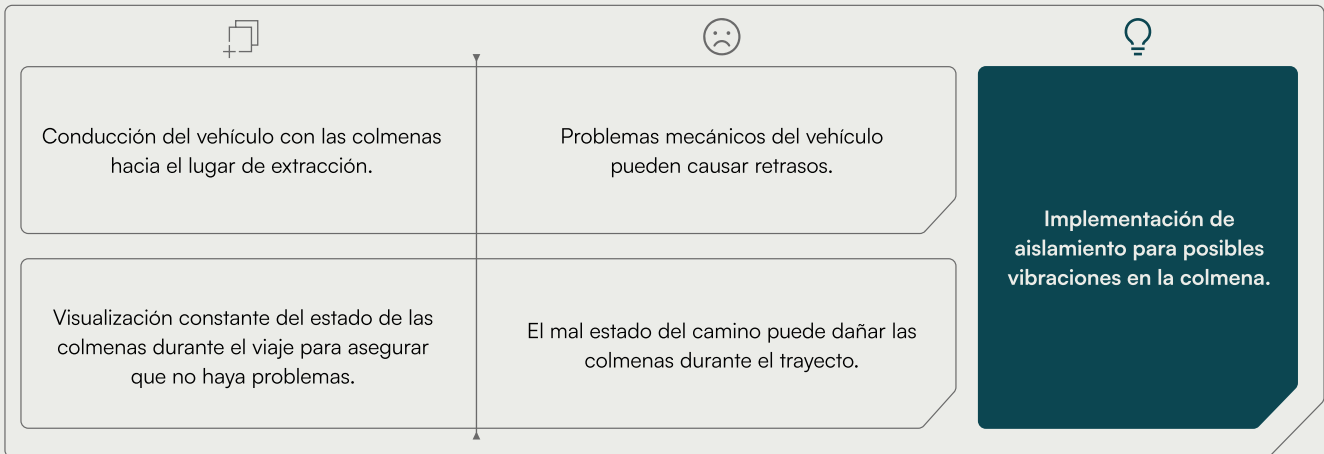 Conducción del vehículo con las colmenas
hacia el lugar de extracción.
Problemas mecánicos del vehículo
pueden causar retrasos.
Visualización constante del estado de las
colmenas durante el viaje para asegurar
que no haya problemas.
El mal estado del camino puede dañar las
colmenas durante el trayecto.
Implementación de
aislamiento para posibles
vibraciones en la colmena.